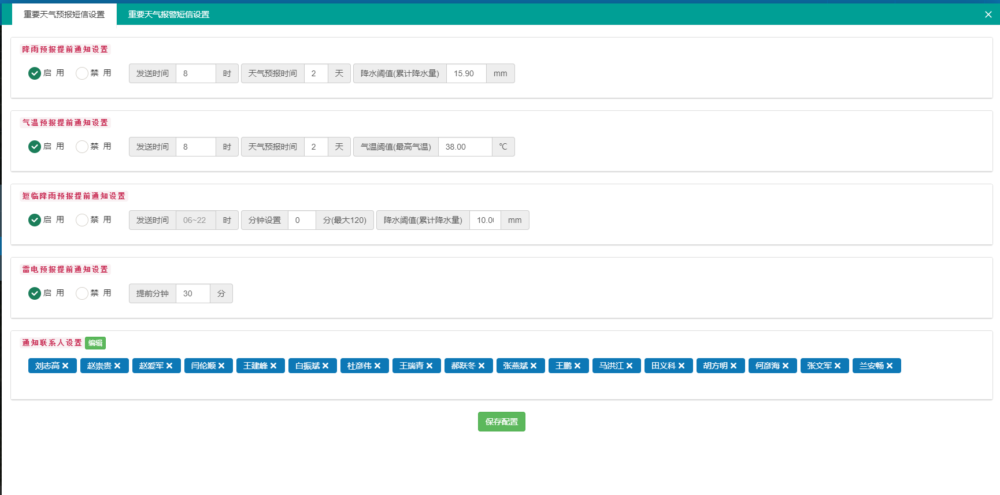 重要天气预报短信设置 重要天气报警短信设置
降雨预报提前通知设置
启 用 禁 用 发送时间 8 时 天气预报时间 2 天 降水阈值(累计降水量) 15.90 mm
气温预报提前通知设置
启 用 禁 用 发送时间 8 时 天气预报时间 2 天 气温阈值(最高气温) 38.00 ℃
短临降雨预报提前通知设置
启 用 禁 用 发送时间 06~22 时 分钟设置 0 分(最大120) 降水阈值(累计降水量) 10.00 mm
雷电预报提前通知设置
启 用 禁 用 提前分钟 30 分
通知联系人设置 编辑
刘志高 赵崇贵 赵爱军 闫伦顺 王建峰 白振斌 杜彦伟 王瑞青 郝跃冬 张燕斌 王鹏 马洪江 田义科 胡方明 何彦海 张文军 兰安畅
保存配置